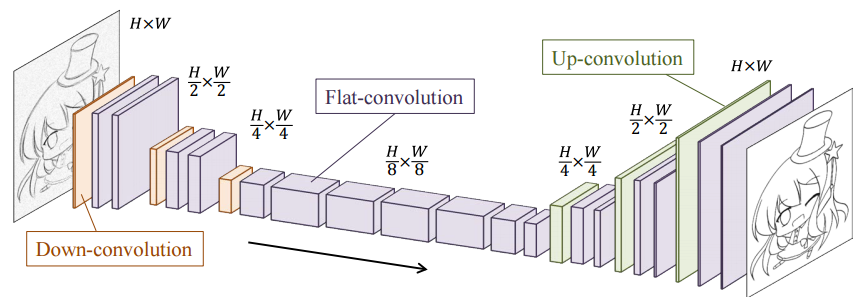 H×W
H/2×W/2
H/4×W/4
Flat-convolution
H/8×W/8
Up-convolution
H×W
H/2×W/2
H/4×W/4
Down-convolution